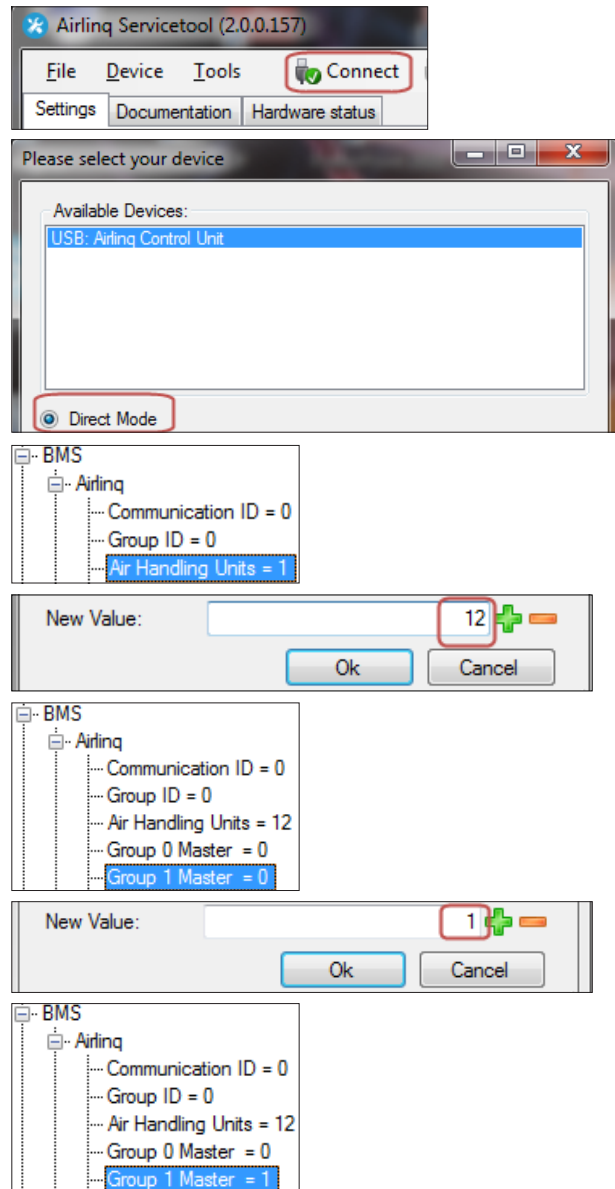 Airlinq Servicetool (2.0.0.157)
File Device Tools Connect
Settings Documentation Hardware status
Please select your device
Available Devices:
USB: Airlinq Control Unit
Direct Mode
BMS
Airlinq
Communication ID = 0
Group ID = 0
Air Handling Units = 1
New Value: 12
Ok Cancel
BMS
Airlinq
Communication ID = 0
Group ID = 0
Air Handling Units = 12
Group 0 Master = 0
Group 1 Master = 0
New Value: 1
Ok Cancel
BMS
Airlinq
Communication ID = 0
Group ID = 0
Air Handling Units = 12
Group 0 Master = 0
Group 1 Master = 1